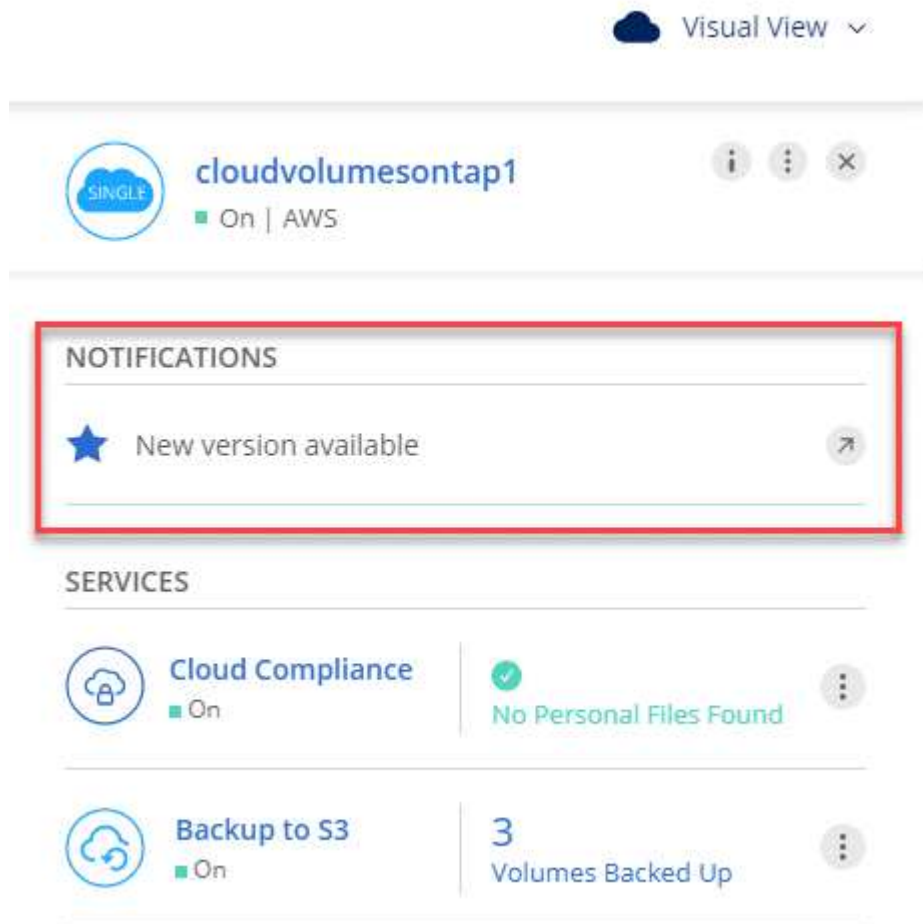 Visual View
SINGLE
cloudvolumesontap1
On | AWS
NOTIFICATIONS
New version available
SERVICES
Cloud Compliance
On
No Personal Files Found
Backup to S3
On
3
Volumes Backed Up